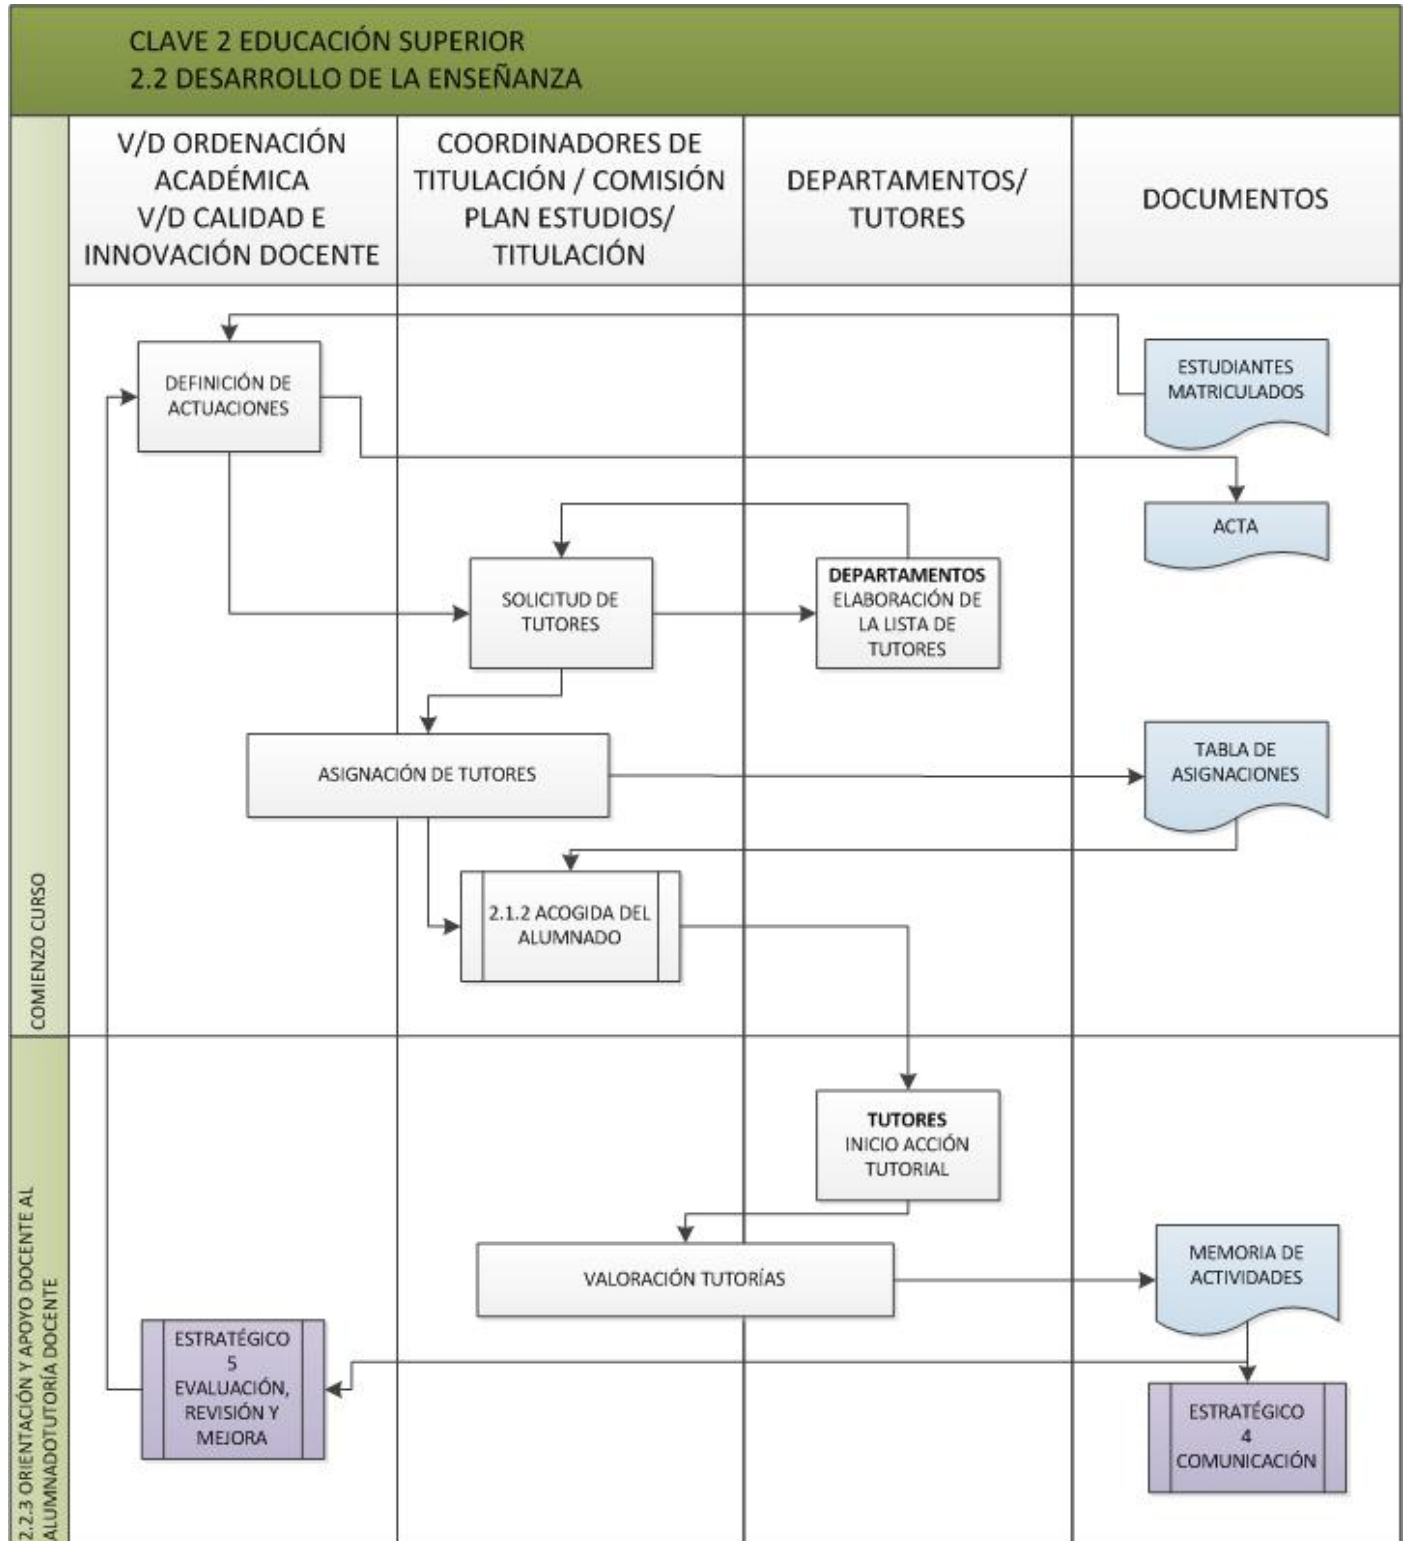 CLAVE 2 EDUCACIÓN SUPERIOR
2.2 DESARROLLO DE LA ENSEÑANZA
V/D ORDENACIÓN
ACADÉMICA
V/D CALIDAD E
INNOVACIÓN DOCENTE
COORDINADORES DE
TITULACIÓN / COMISIÓN
PLAN ESTUDIOS/
TITULACIÓN
DEPARTAMENTOS/
TUTORES
DOCUMENTOS
COMIENZO CURSO
DEFINICIÓN DE
ACTUACIONES
ESTUDIANTES
MATRICULADOS
ACTA
SOLICITUD DE
TUTORES
DEPARTAMENTOS
ELABORACIÓN DE
LA LISTA DE
TUTORES
ASIGNACIÓN DE TUTORES
TABLA DE
ASIGNACIONES
2.1.2 ACOGIDA DEL
ALUMNADO
2.2.3 ORIENTACIÓN Y APOYO DOCENTE AL
ALUMNADOTUTORÍA DOCENTE
TUTORES
INICIO ACCIÓN
TUTORIAL
VALORACIÓN TUTORÍAS
MEMORIA DE
ACTIVIDADES
ESTRATÉGICO
5
EVALUACIÓN,
REVISIÓN Y
MEJORA
ESTRATÉGICO
4
COMUNICACIÓN